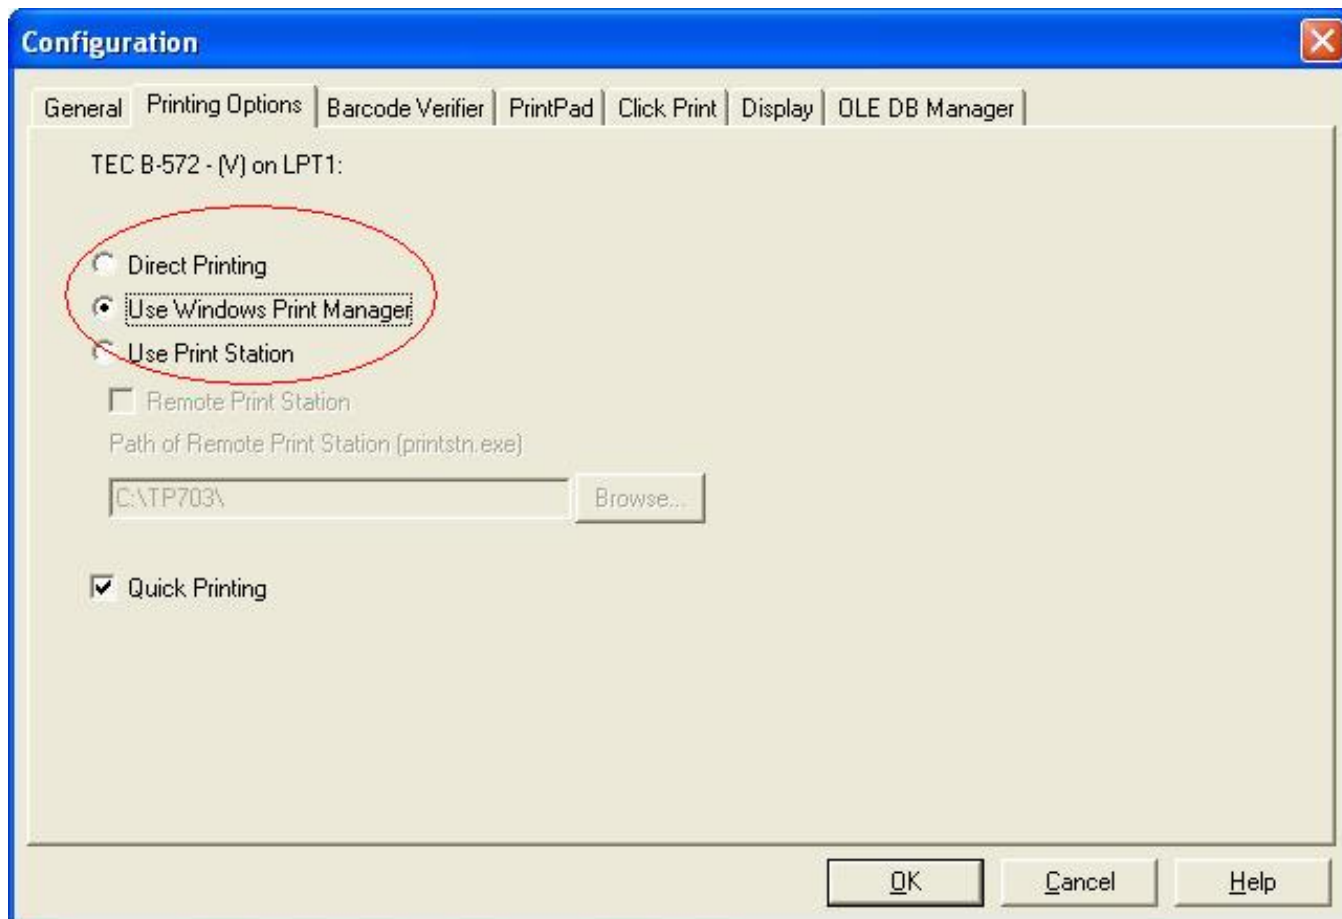 Configuration
General Printing Options Barcode Verifier PrintPad Click Print Display OLE DB Manager
TEC B-572 - (V) on LPT1:
Direct Printing
Use Windows Print Manager
Use Print Station
Remote Print Station
Path of Remote Print Station (printstn.exe)
C:\TP703\ Browse...
Quick Printing
OK Cancel Help